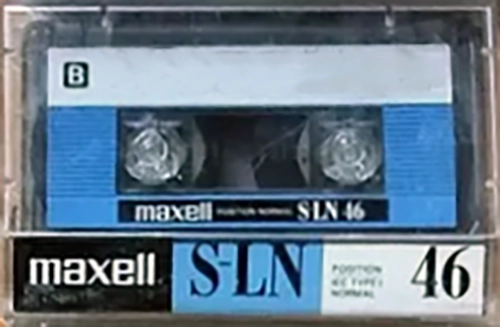 B
maxell POSITION NORMAL S-LN 46
maxell S-LN POSITION
IEC TYPE I
NORMAL 46